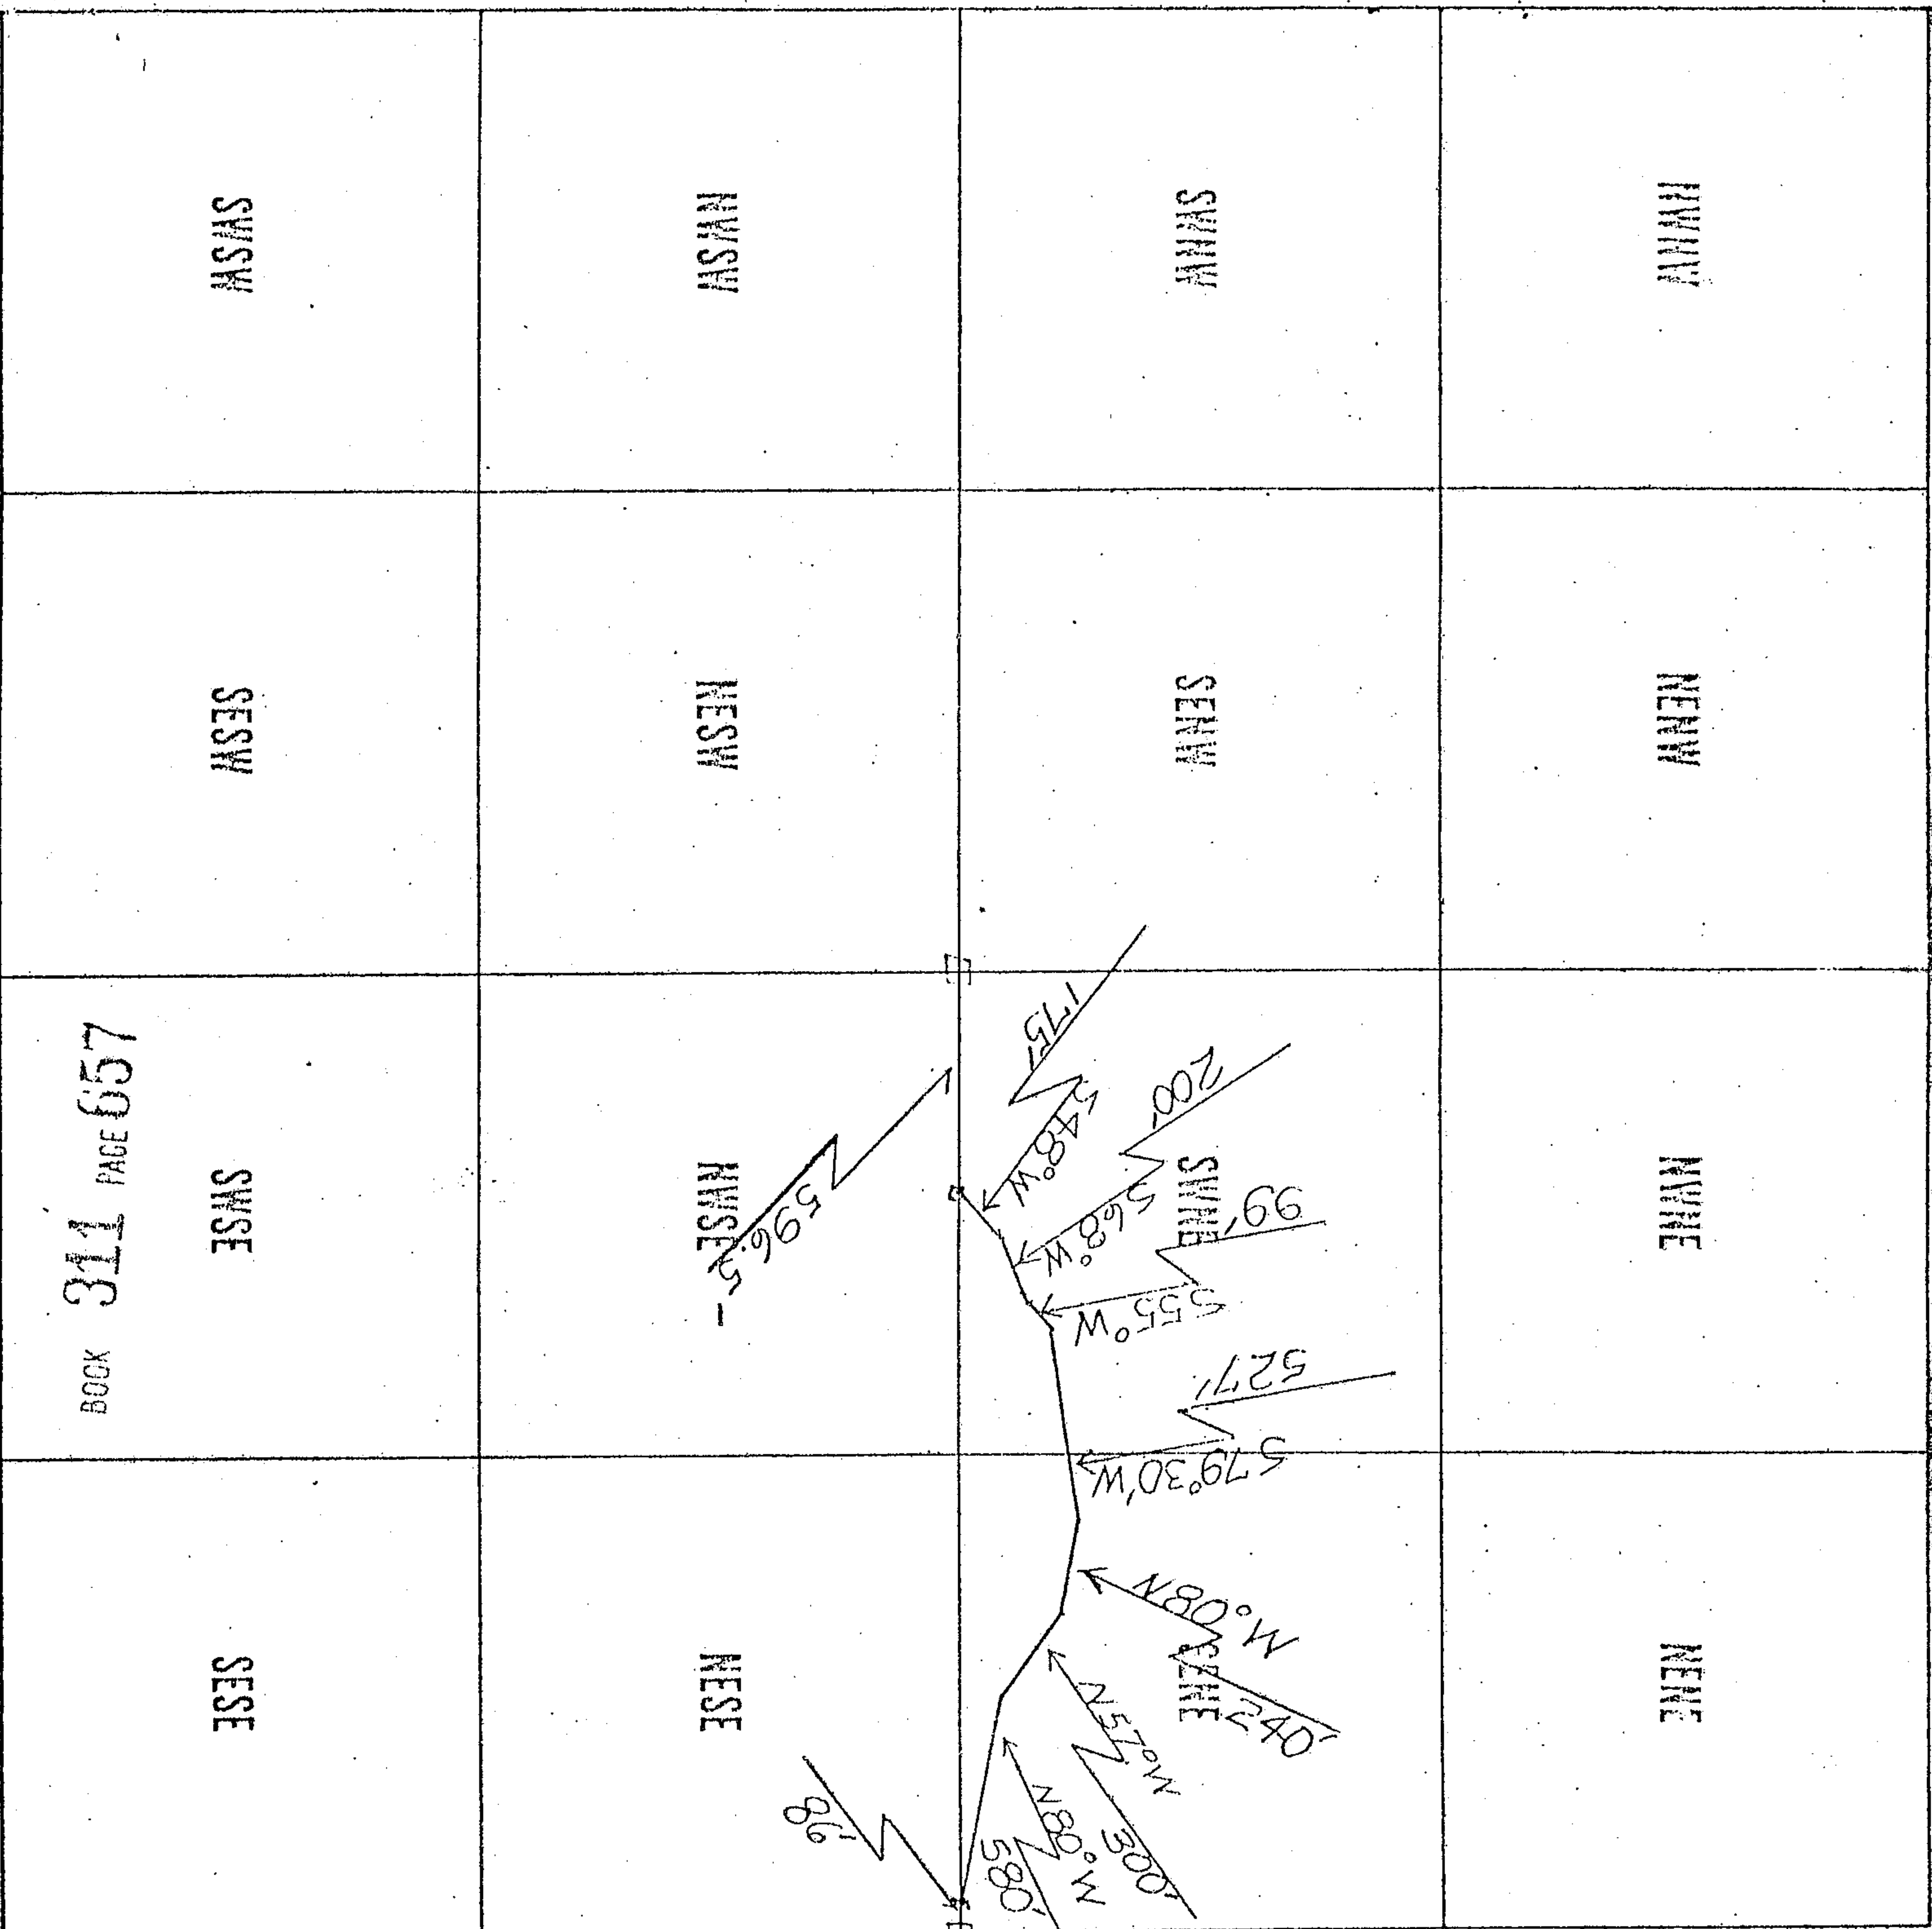 NWNW
NENW
NWNE
NENE
SWNW
SENW
SWNE
SENE
NWSW
NESW
NWSE
NESE
SWSW
SESW
SWSE
SESE
175'
S48°W
200'
S68°W
99'
S55°W
527'
S79°30'W
N80°W
240'
N57°W
300'
N80°W
580'
596.5
98'
BOOK 311 PAGE 657